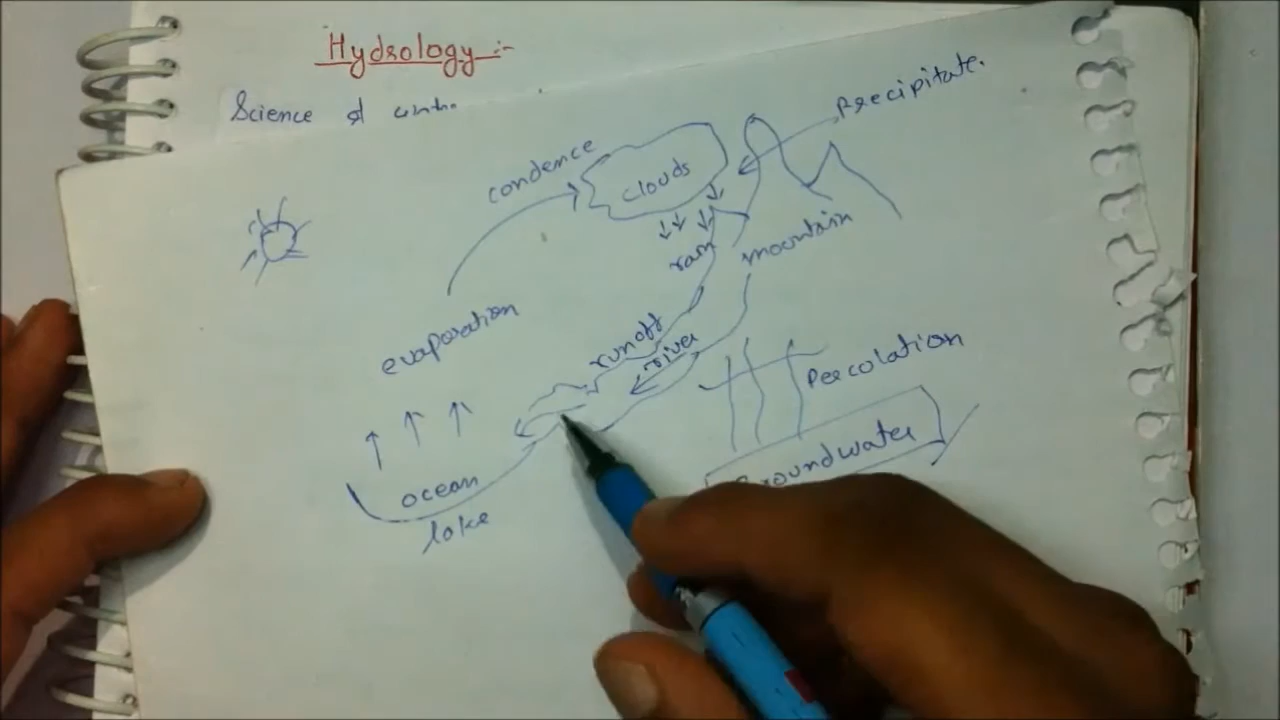 Hydrology :-
Science of
Precipitate.
condence
clouds
rain
mountain
evaporation
runoff
river
Percolation
Groundwater
ocean
lake